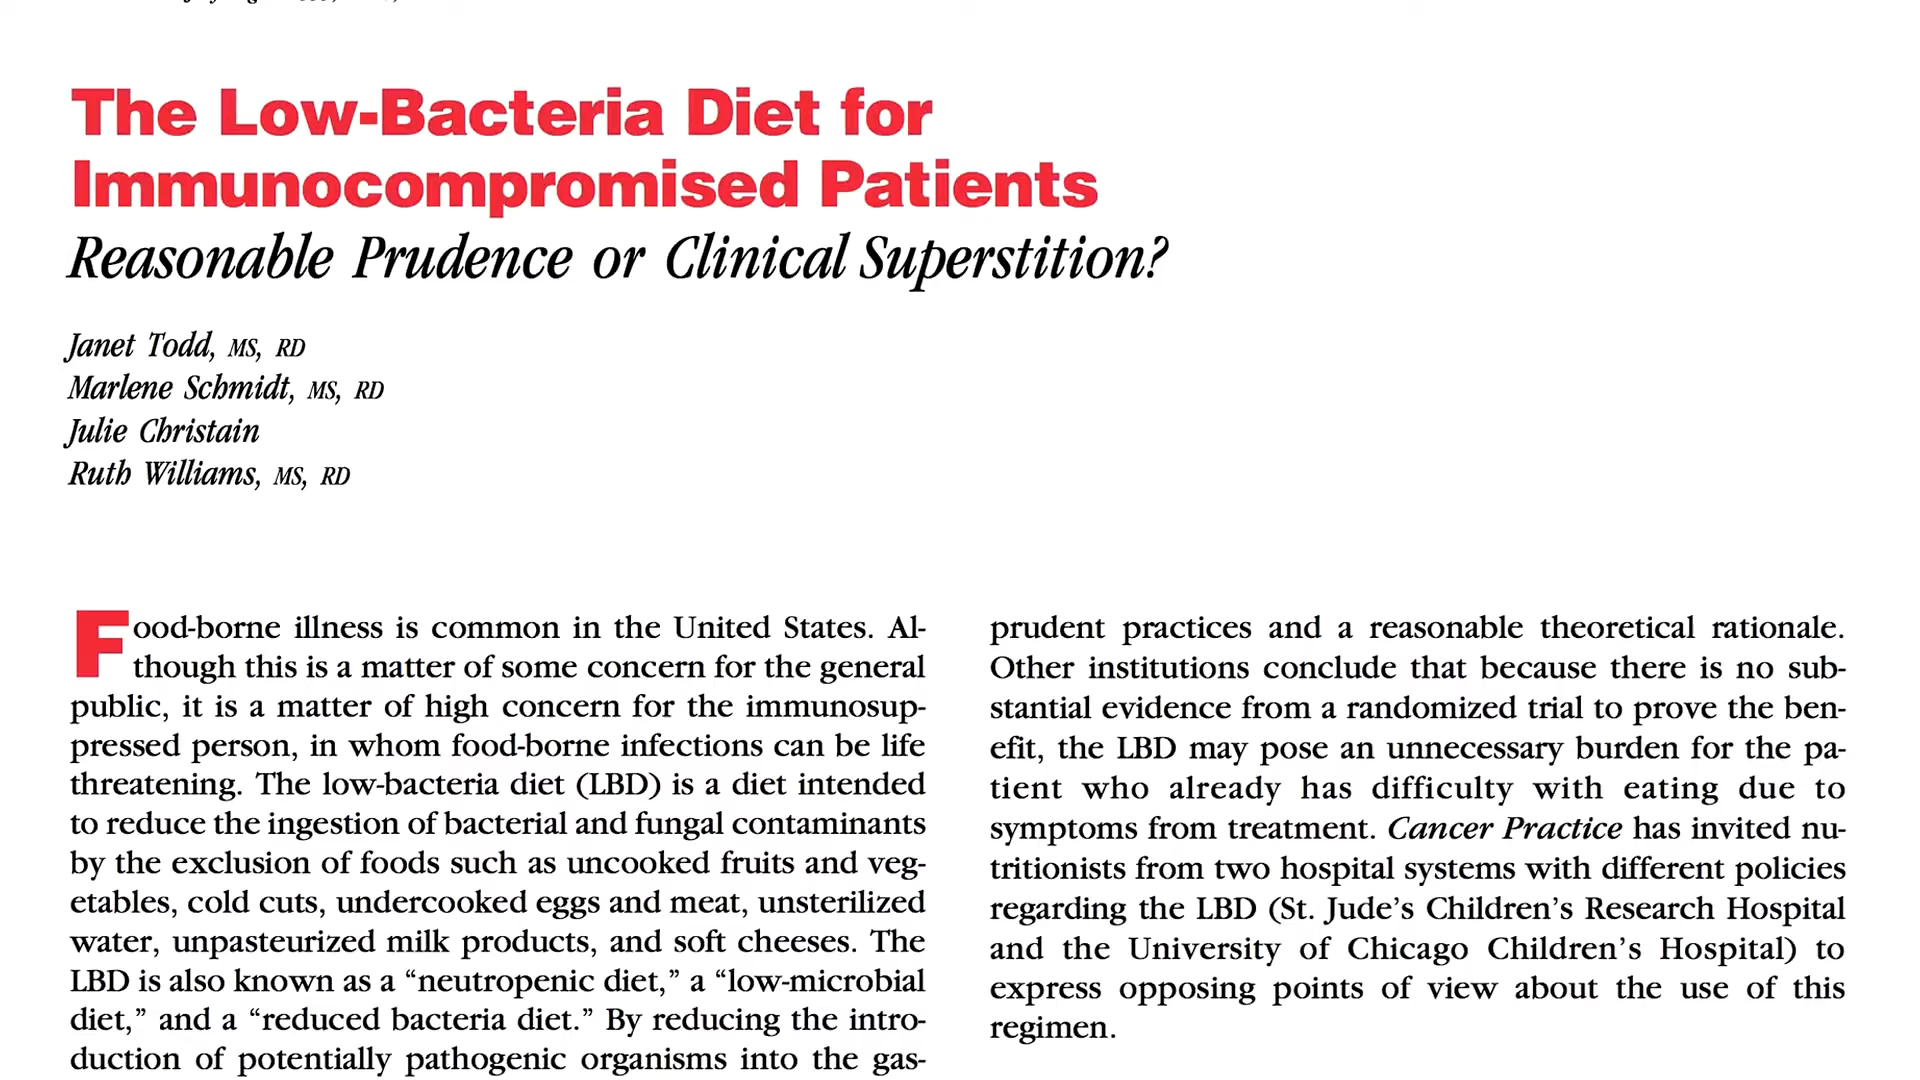 The Low-Bacteria Diet for
Immunocompromised Patients
Reasonable Prudence or Clinical Superstition?
Janet Todd, MS, RD
Marlene Schmidt, MS, RD
Julie Christain
Ruth Williams, MS, RD
Food-borne illness is common in the United States. Al-
though this is a matter of some concern for the general
public, it is a matter of high concern for the immunosup-
pressed person, in whom food-borne infections can be life
threatening. The low-bacteria diet (LBD) is a diet intended
to reduce the ingestion of bacterial and fungal contaminants
by the exclusion of foods such as uncooked fruits and veg-
etables, cold cuts, undercooked eggs and meat, unsterilized
water, unpasteurized milk products, and soft cheeses. The
LBD is also known as a “neutropenic diet,” a “low-microbial
diet,” and a “reduced bacteria diet.” By reducing the intro-
duction of potentially pathogenic organisms into the gas-
prudent practices and a reasonable theoretical rationale.
Other institutions conclude that because there is no sub-
stantial evidence from a randomized trial to prove the ben-
efit, the LBD may pose an unnecessary burden for the pa-
tient who already has difficulty with eating due to
symptoms from treatment. Cancer Practice has invited nu-
tritionists from two hospital systems with different policies
regarding the LBD (St. Jude’s Children’s Research Hospital
and the University of Chicago Children’s Hospital) to
express opposing points of view about the use of this
regimen.